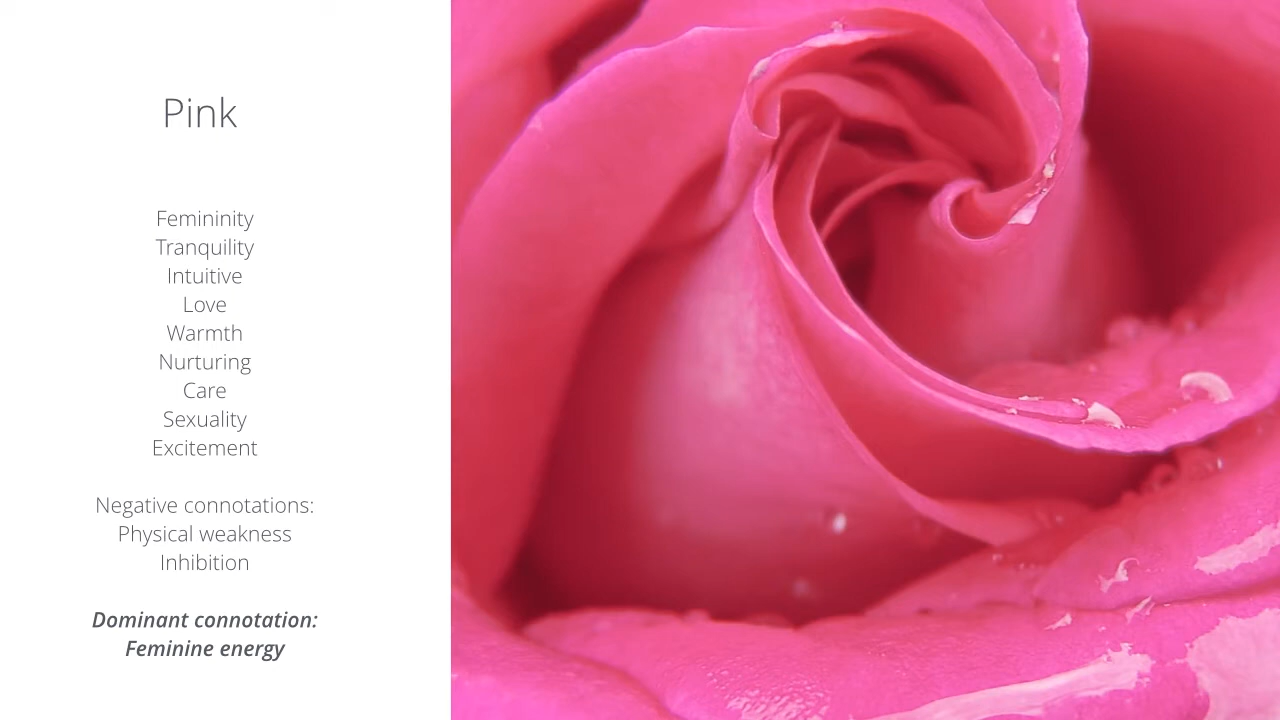 Pink
Femininity
Tranquility
Intuitive
Love
Warmth
Nurturing
Care
Sexuality
Excitement
Negative connotations:
Physical weakness
Inhibition
Dominant connotation:
Feminine energy